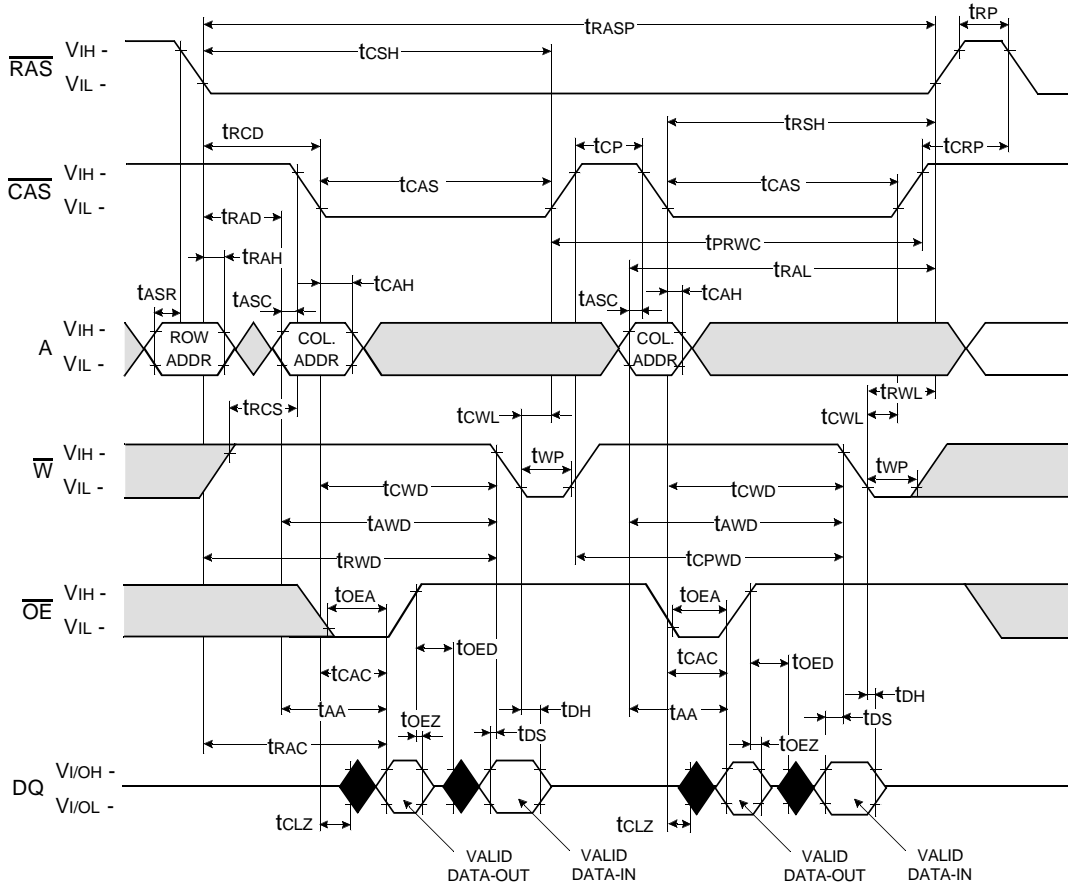 tRASP
tRP
tCSH
RAS
VIH -
VIL -
tRSH
tRCD
tCP
tCRP
CAS
VIH -
VIL -
tCAS
tCAS
tRAD
tPRWC
tRAH
tRAL
tASR
tASC
tCAH
tASC
tCAH
A
VIH -
VIL -
ROW
ADDR
COL.
ADDR
COL.
ADDR
tRWL
tRCS
tCWL
tCWL
W
VIH -
VIL -
tWP
tWP
tCWD
tCWD
tAWD
tAWD
tRWD
tCPWD
OE
VIH -
VIL -
tOEA
tOEA
tOED
tCAC
tOED
tCAC
tDH
tDH
tAA
tOEZ
tDS
tAA
tDS
tRAC
tOEZ
DQ
VI/OH -
VI/OL -
tCLZ
tCLZ
VALID
DATA-OUT
VALID
DATA-IN
VALID
DATA-OUT
VALID
DATA-IN